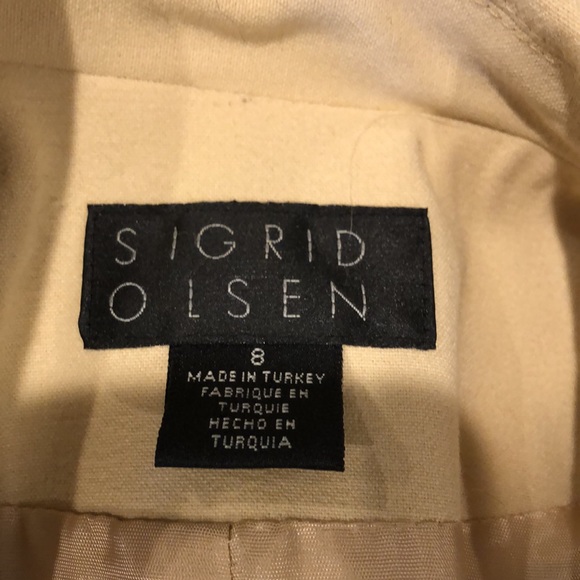 SIGRID
OLSEN
8
MADE IN TURKEY
FABRIQUE EN
TURQUIE
HECHO EN
TURQUIA